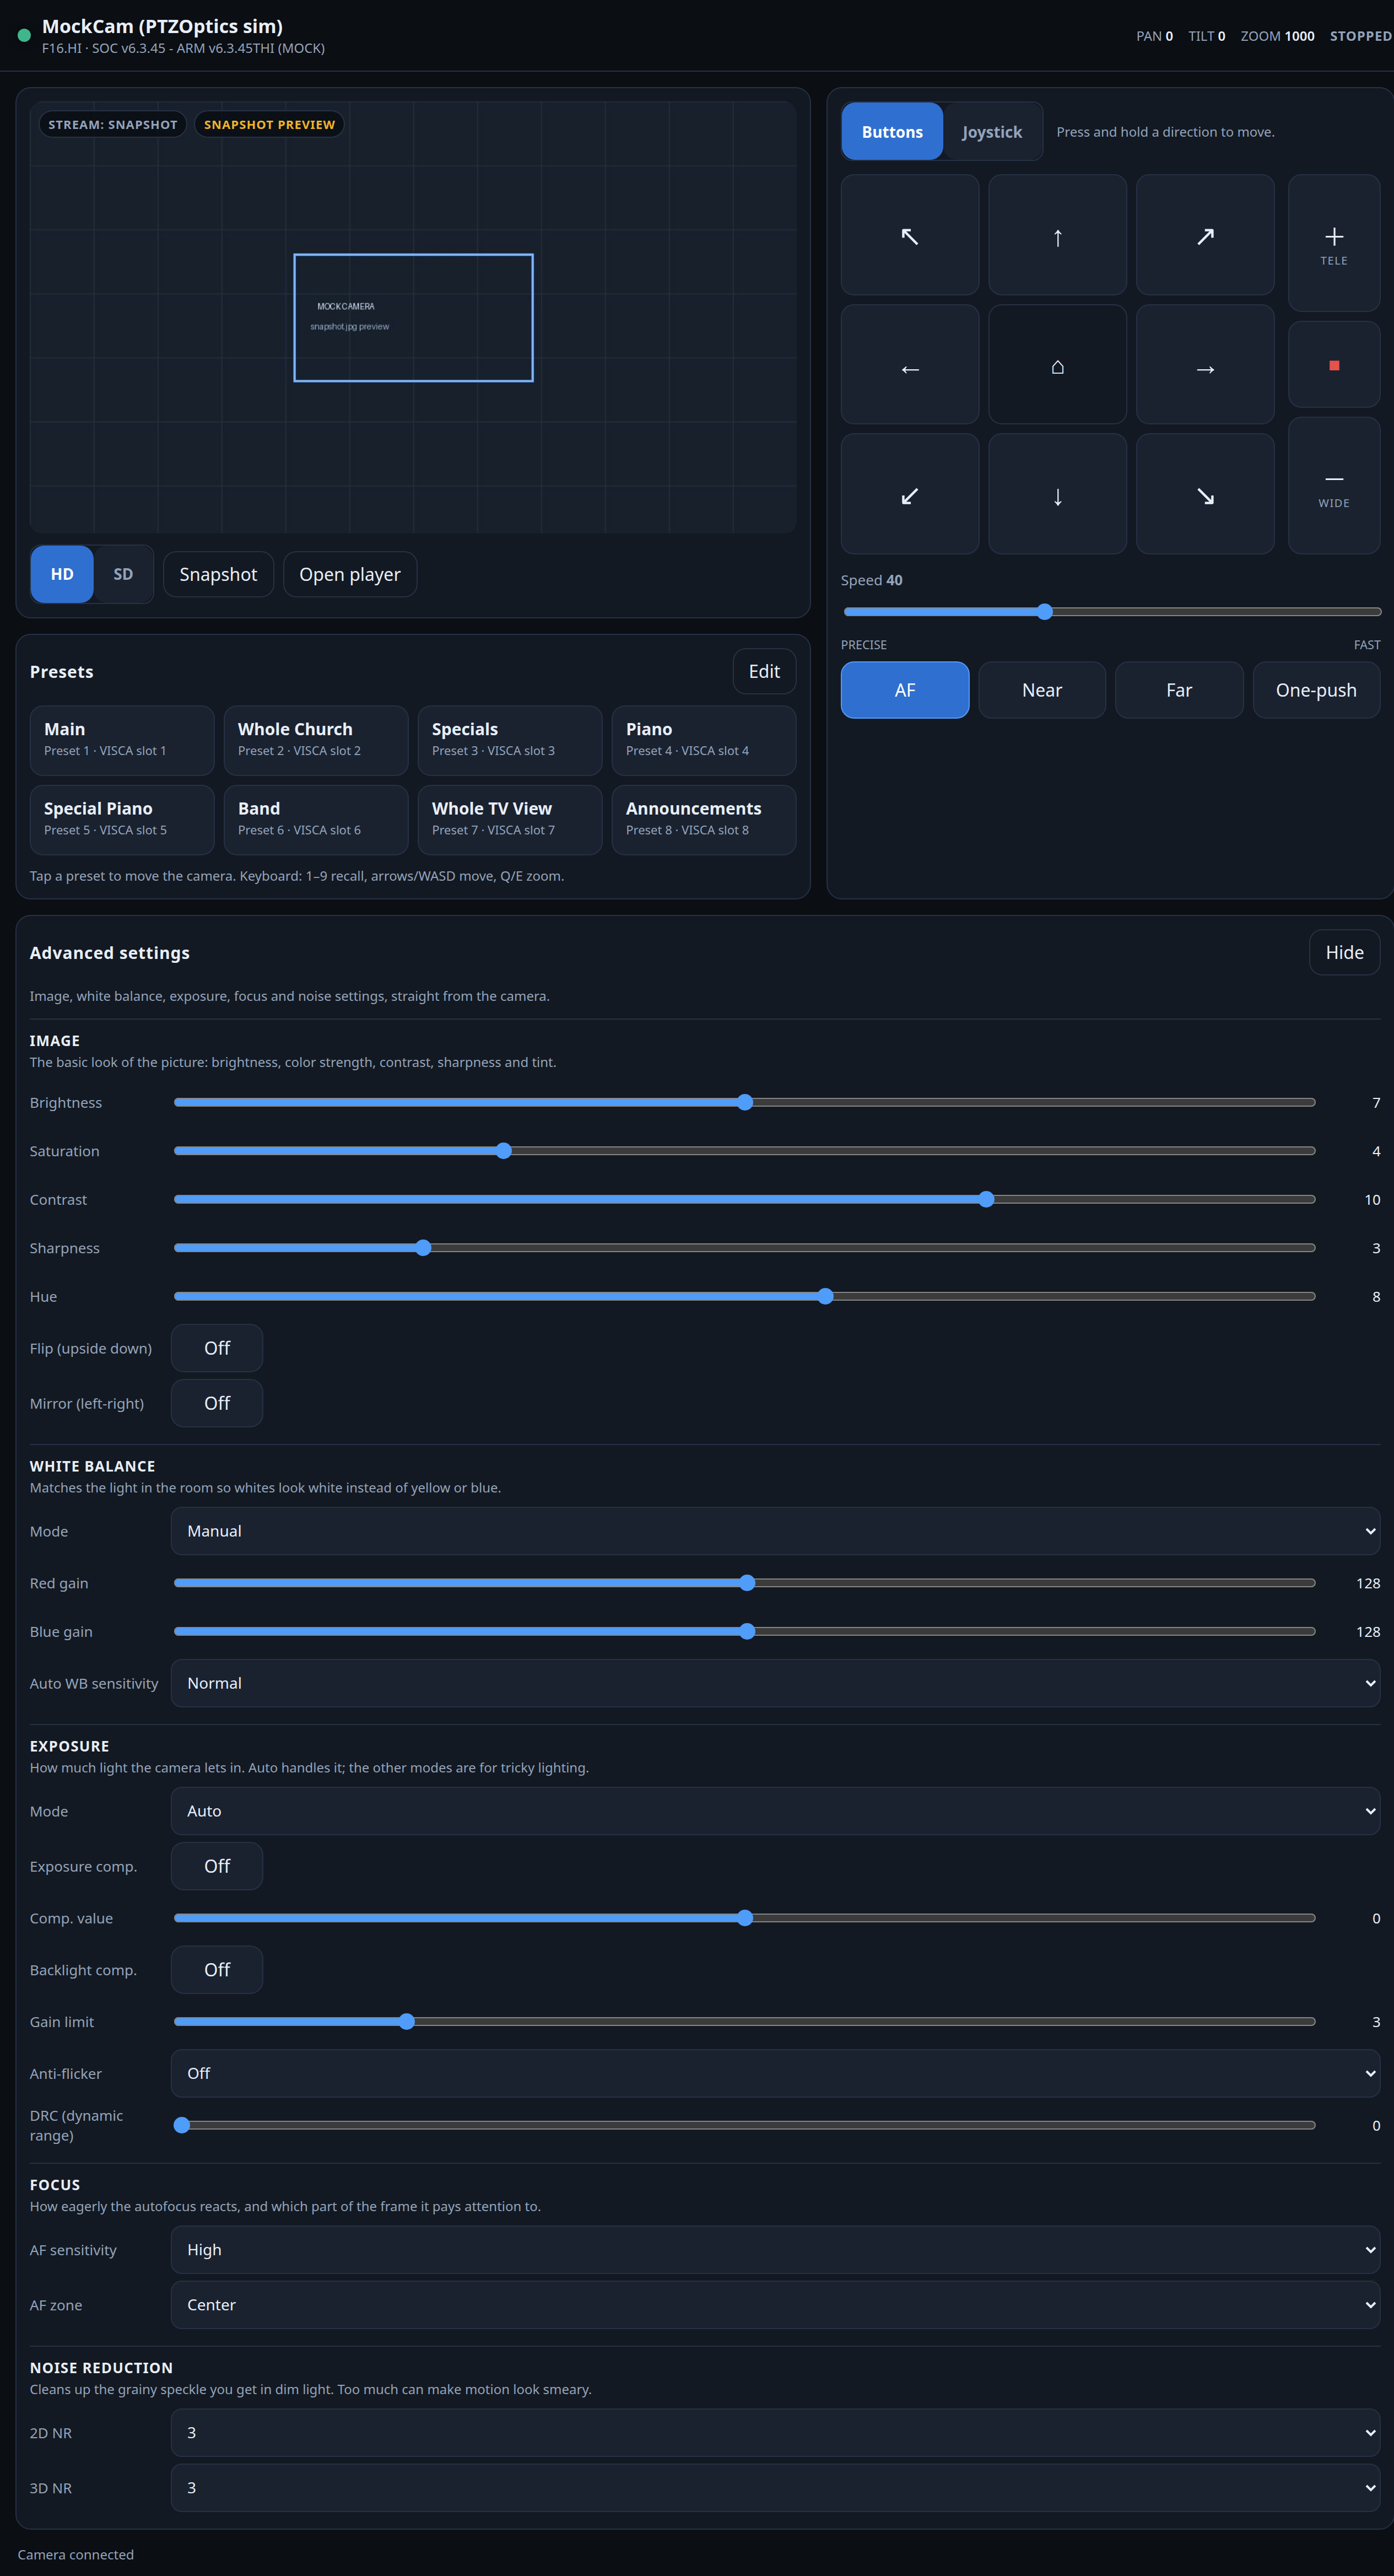 MockCam (PTZOptics sim)
F16.HI · SOC v6.3.45 - ARM v6.3.45THI (MOCK)
PAN 0 TILT 0 ZOOM 1000 STOPPED
STREAM: SNAPSHOT
SNAPSHOT PREVIEW
MOCK CAMERA
snapshot.jpg preview
HD
SD
Snapshot
Open player
Buttons
Joystick
Press and hold a direction to move.
↖
↑
↗
←
⌂
→
↙
↓
↘
+
TELE
■
−
WIDE
Speed 40
PRECISE
FAST
AF
Near
Far
One-push
Presets
Edit
Main
Preset 1 · VISCA slot 1
Whole Church
Preset 2 · VISCA slot 2
Specials
Preset 3 · VISCA slot 3
Piano
Preset 4 · VISCA slot 4
Special Piano
Preset 5 · VISCA slot 5
Band
Preset 6 · VISCA slot 6
Whole TV View
Preset 7 · VISCA slot 7
Announcements
Preset 8 · VISCA slot 8
Tap a preset to move the camera. Keyboard: 1–9 recall, arrows/WASD move, Q/E zoom.
Advanced settings
Hide
Image, white balance, exposure, focus and noise settings, straight from the camera.
IMAGE
The basic look of the picture: brightness, color strength, contrast, sharpness and tint.
Brightness 7
Saturation 4
Contrast 10
Sharpness 3
Hue 8
Flip (upside down) Off
Mirror (left-right) Off
WHITE BALANCE
Matches the light in the room so whites look white instead of yellow or blue.
Mode Manual
Red gain 128
Blue gain 128
Auto WB sensitivity Normal
EXPOSURE
How much light the camera lets in. Auto handles it; the other modes are for tricky lighting.
Mode Auto
Exposure comp. Off
Comp. value 0
Backlight comp. Off
Gain limit 3
Anti-flicker Off
DRC (dynamic
range) 0
FOCUS
How eagerly the autofocus reacts, and which part of the frame it pays attention to.
AF sensitivity High
AF zone Center
NOISE REDUCTION
Cleans up the grainy speckle you get in dim light. Too much can make motion look smeary.
2D NR 3
3D NR 3
Camera connected